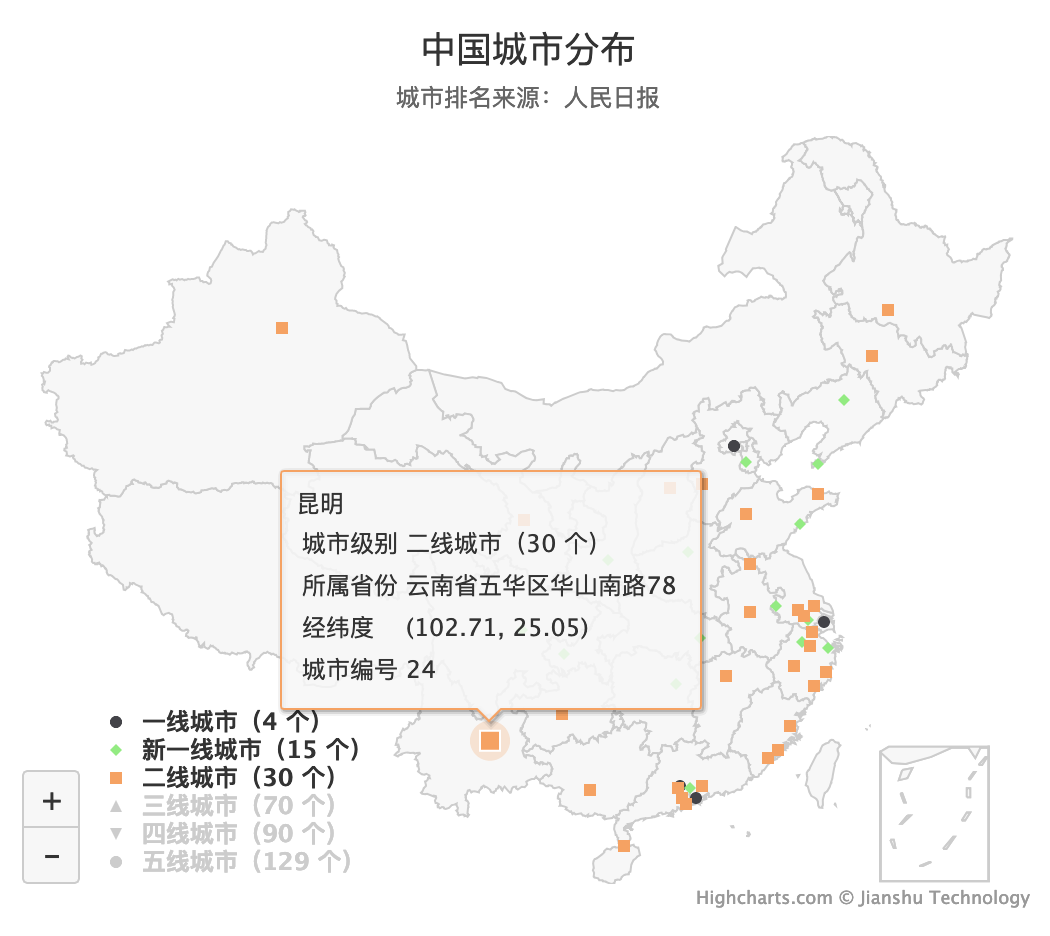 中国城市分布
城市排名来源：人民日报
昆明
城市级别 二线城市（30 个）
所属省份 云南省五华区华山南路78
经纬度 (102.71, 25.05)
城市编号 24
一线城市（4 个）
新一线城市（15 个）
二线城市（30 个）
三线城市（70 个）
四线城市（90 个）
五线城市（129 个）
+
−
Highcharts.com © Jianshu Technology